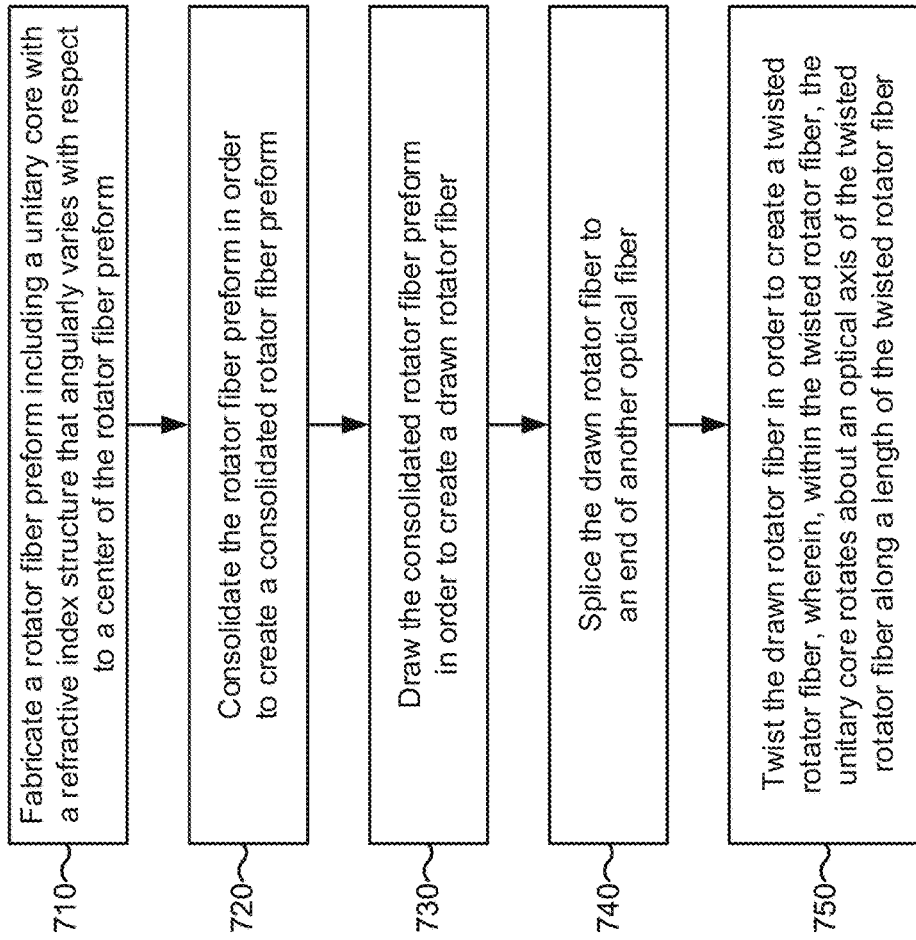 710
Fabricate a rotator fiber preform including a unitary core with
a refractive index structure that angularly varies with respect
to a center of the rotator fiber preform
720
Consolidate the rotator fiber preform in order
to create a consolidated rotator fiber preform
730
Draw the consolidated rotator fiber preform
in order to create a drawn rotator fiber
740
Splice the drawn rotator fiber to
an end of another optical fiber
750
Twist the drawn rotator fiber in order to create a twisted
rotator fiber, wherein, within the twisted rotator fiber, the
unitary core rotates about an optical axis of the twisted
rotator fiber along a length of the twisted rotator fiber